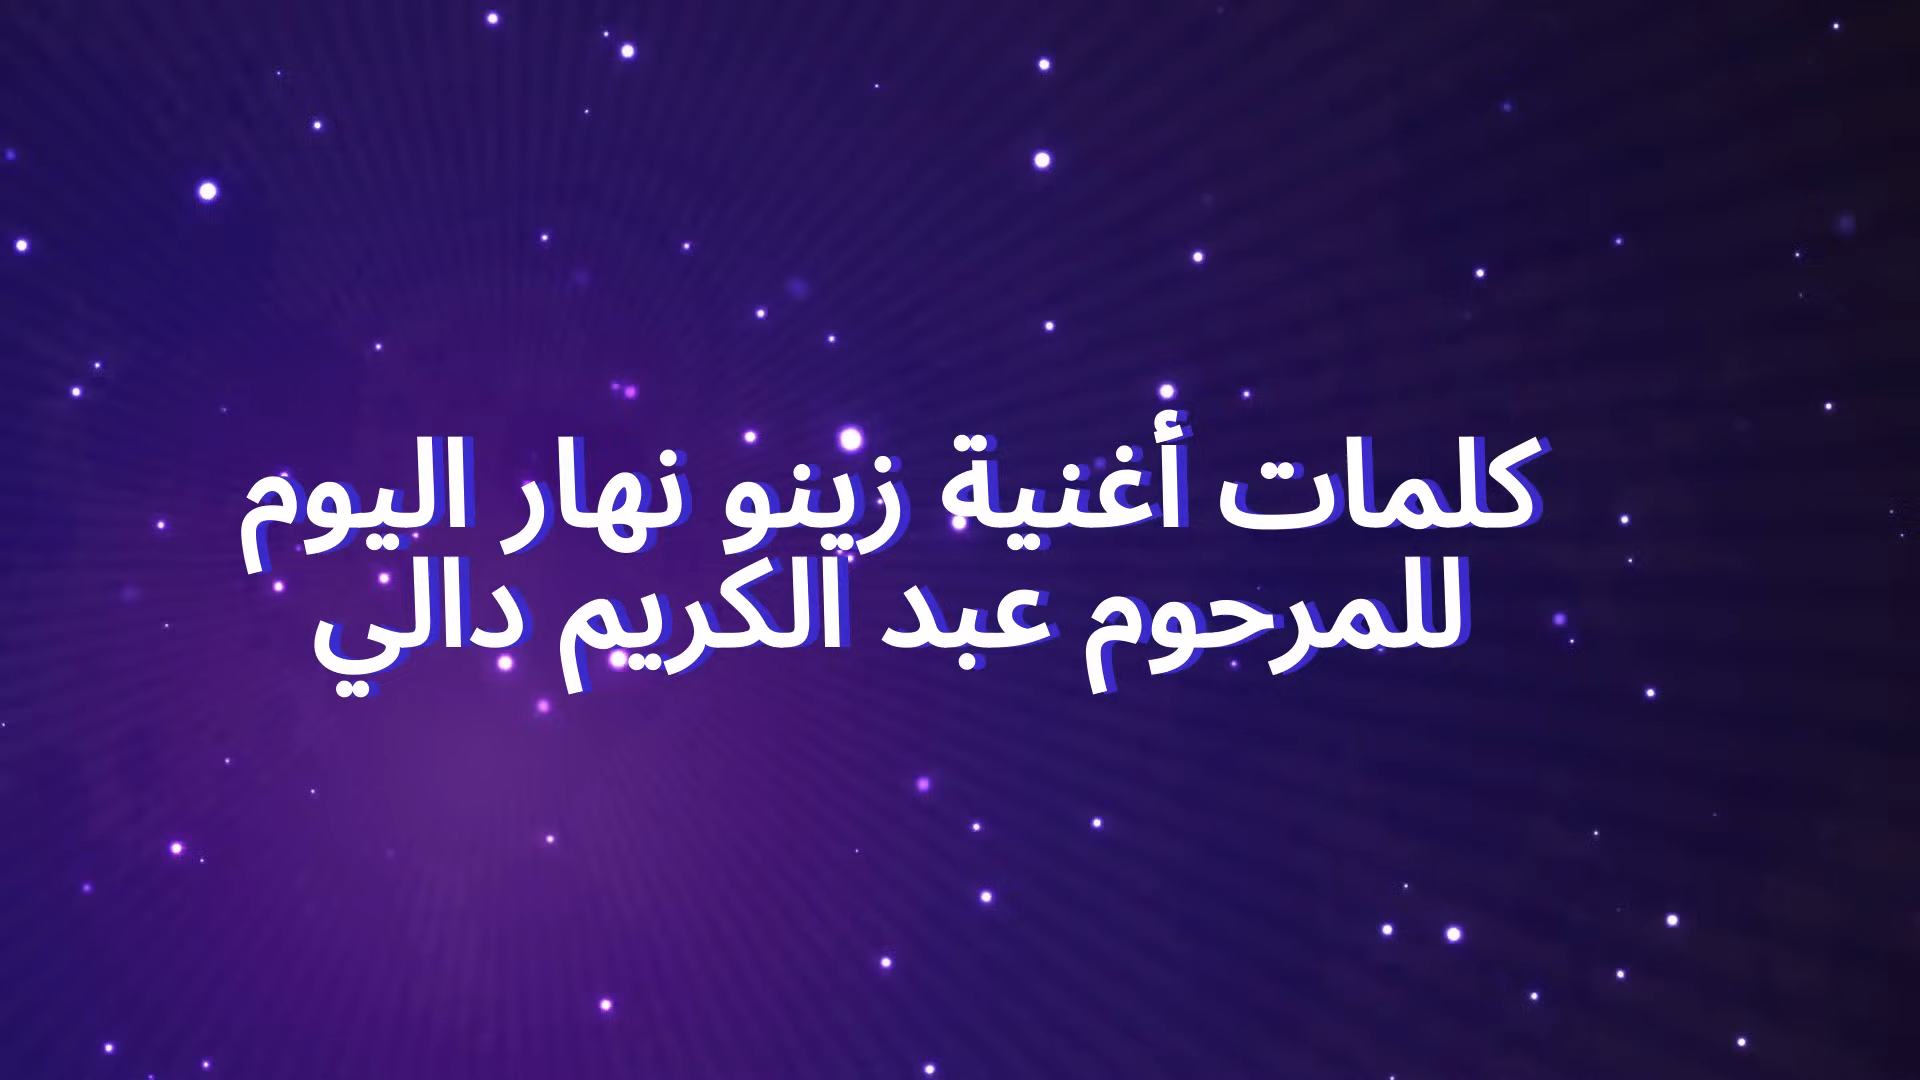 كلمات أغنية زينو نهار اليوم
للمرحوم عبد الكريم دالي